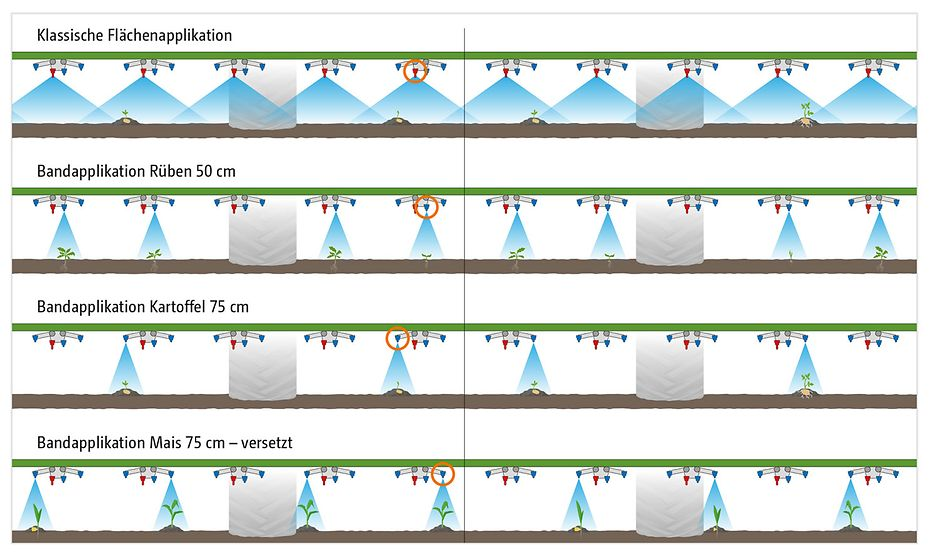 Klassische Flächenapplikation
Bandapplikation Rüben 50 cm
Bandapplikation Kartoffel 75 cm
Bandapplikation Mais 75 cm – versetzt